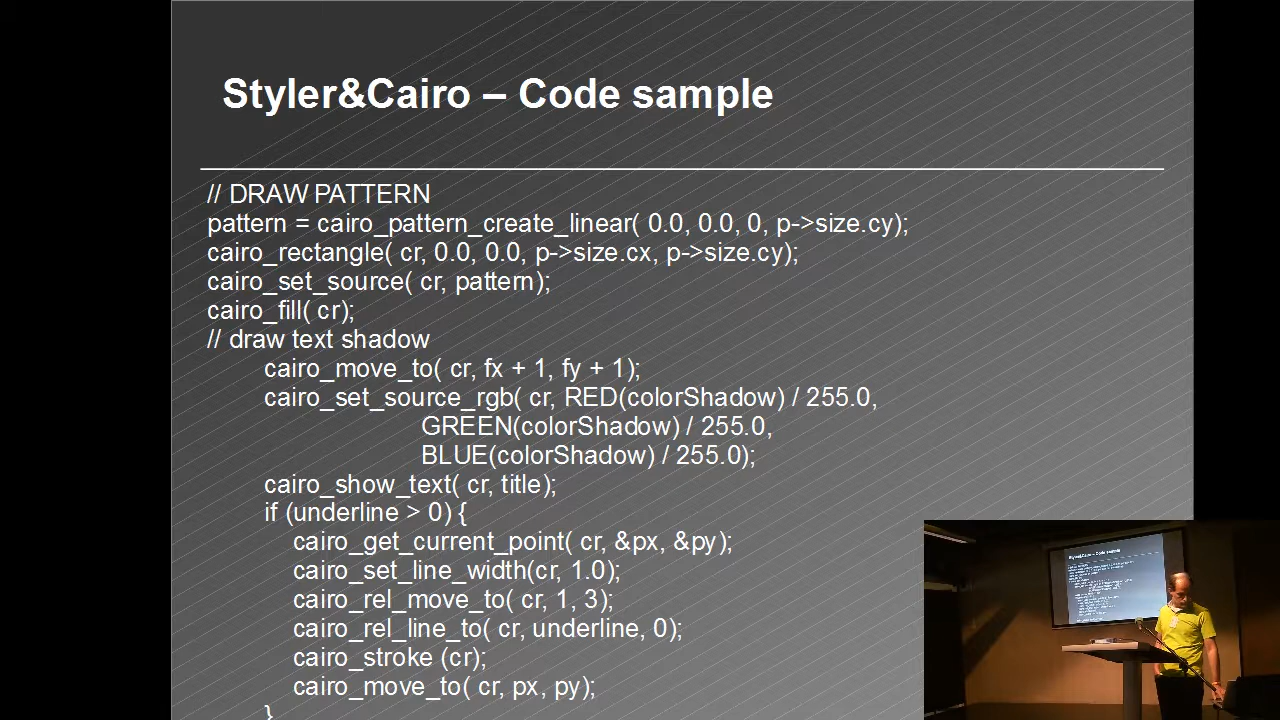 Styler&Cairo – Code sample
// DRAW PATTERN
pattern = cairo_pattern_create_linear( 0.0, 0.0, 0, p->size.cy);
cairo_rectangle( cr, 0.0, 0.0, p->size.cx, p->size.cy);
cairo_set_source( cr, pattern);
cairo_fill( cr);
// draw text shadow
cairo_move_to( cr, fx + 1, fy + 1);
cairo_set_source_rgb( cr, RED(colorShadow) / 255.0,
GREEN(colorShadow) / 255.0,
BLUE(colorShadow) / 255.0);
cairo_show_text( cr, title);
if (underline > 0) {
cairo_get_current_point( cr, &px, &py);
cairo_set_line_width(cr, 1.0);
cairo_rel_move_to( cr, 1, 3);
cairo_rel_line_to( cr, underline, 0);
cairo_stroke (cr);
cairo_move_to( cr, px, py);
}
Styler&Cairo – Code sample